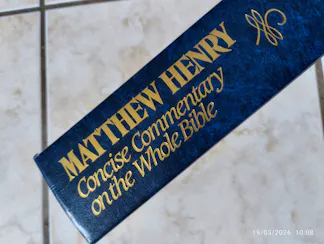 MATTHEW HENRY
Concise Commentary
on the Whole Bible
19/03/2024 10:08